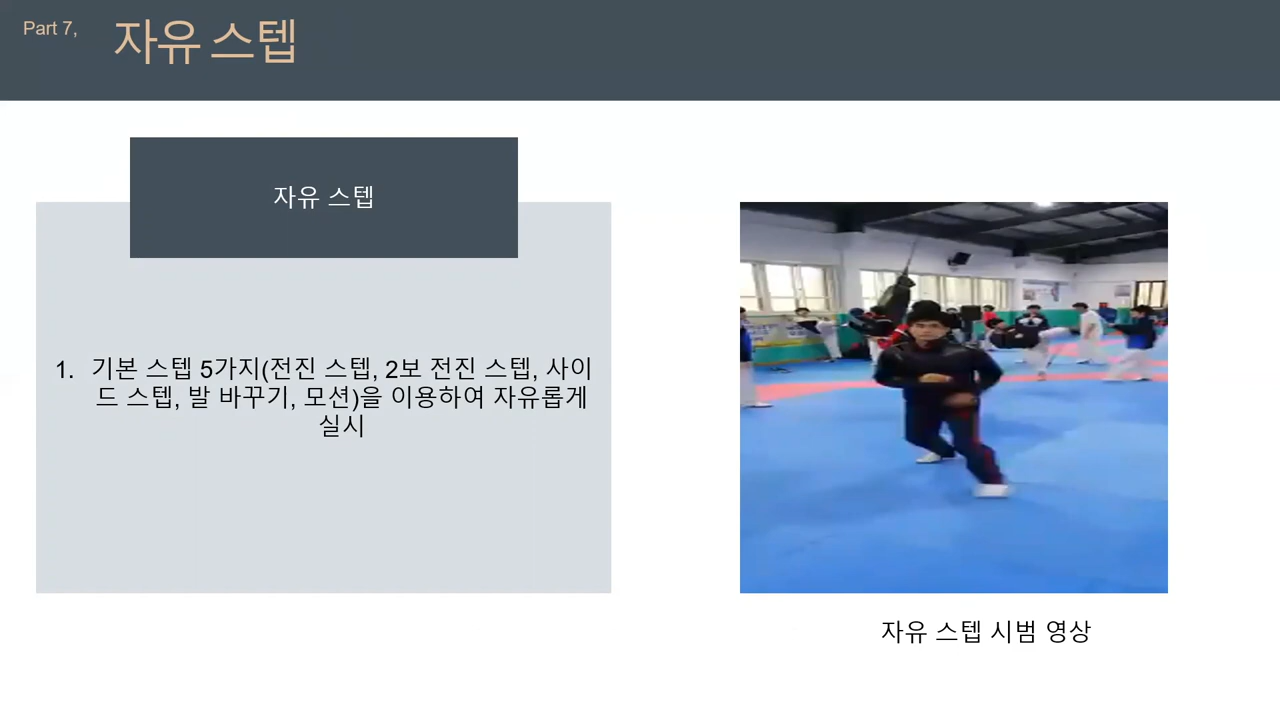 Part 7,
자유 스텝
자유 스텝
1. 기본 스텝 5가지(전진 스텝, 2보 전진 스텝, 사이
드 스텝, 발 바꾸기, 모션)을 이용하여 자유롭게
실시
자유 스텝 시범 영상